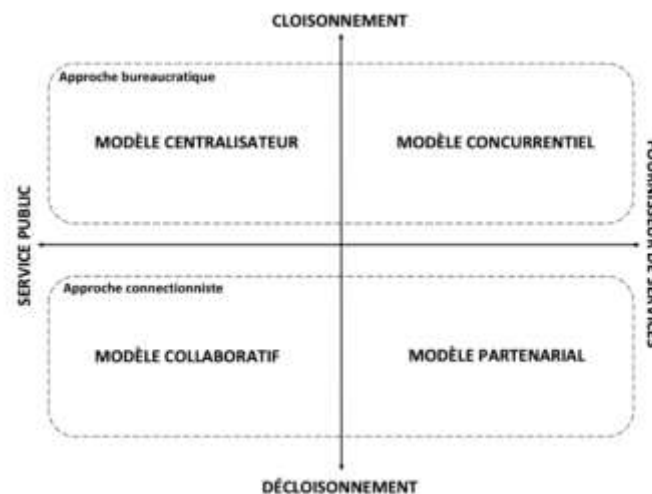 CLOISONNEMENT
Approche bureaucratique
MODÈLE CENTRALISATEUR
MODÈLE CONCURRENTIEL
SERVICE PUBLIC
FOURNISSEUR DE SERVICES
Approche connectionniste
MODÈLE COLLABORATIF
MODÈLE PARTENARIAL
DÉCLOISONNEMENT